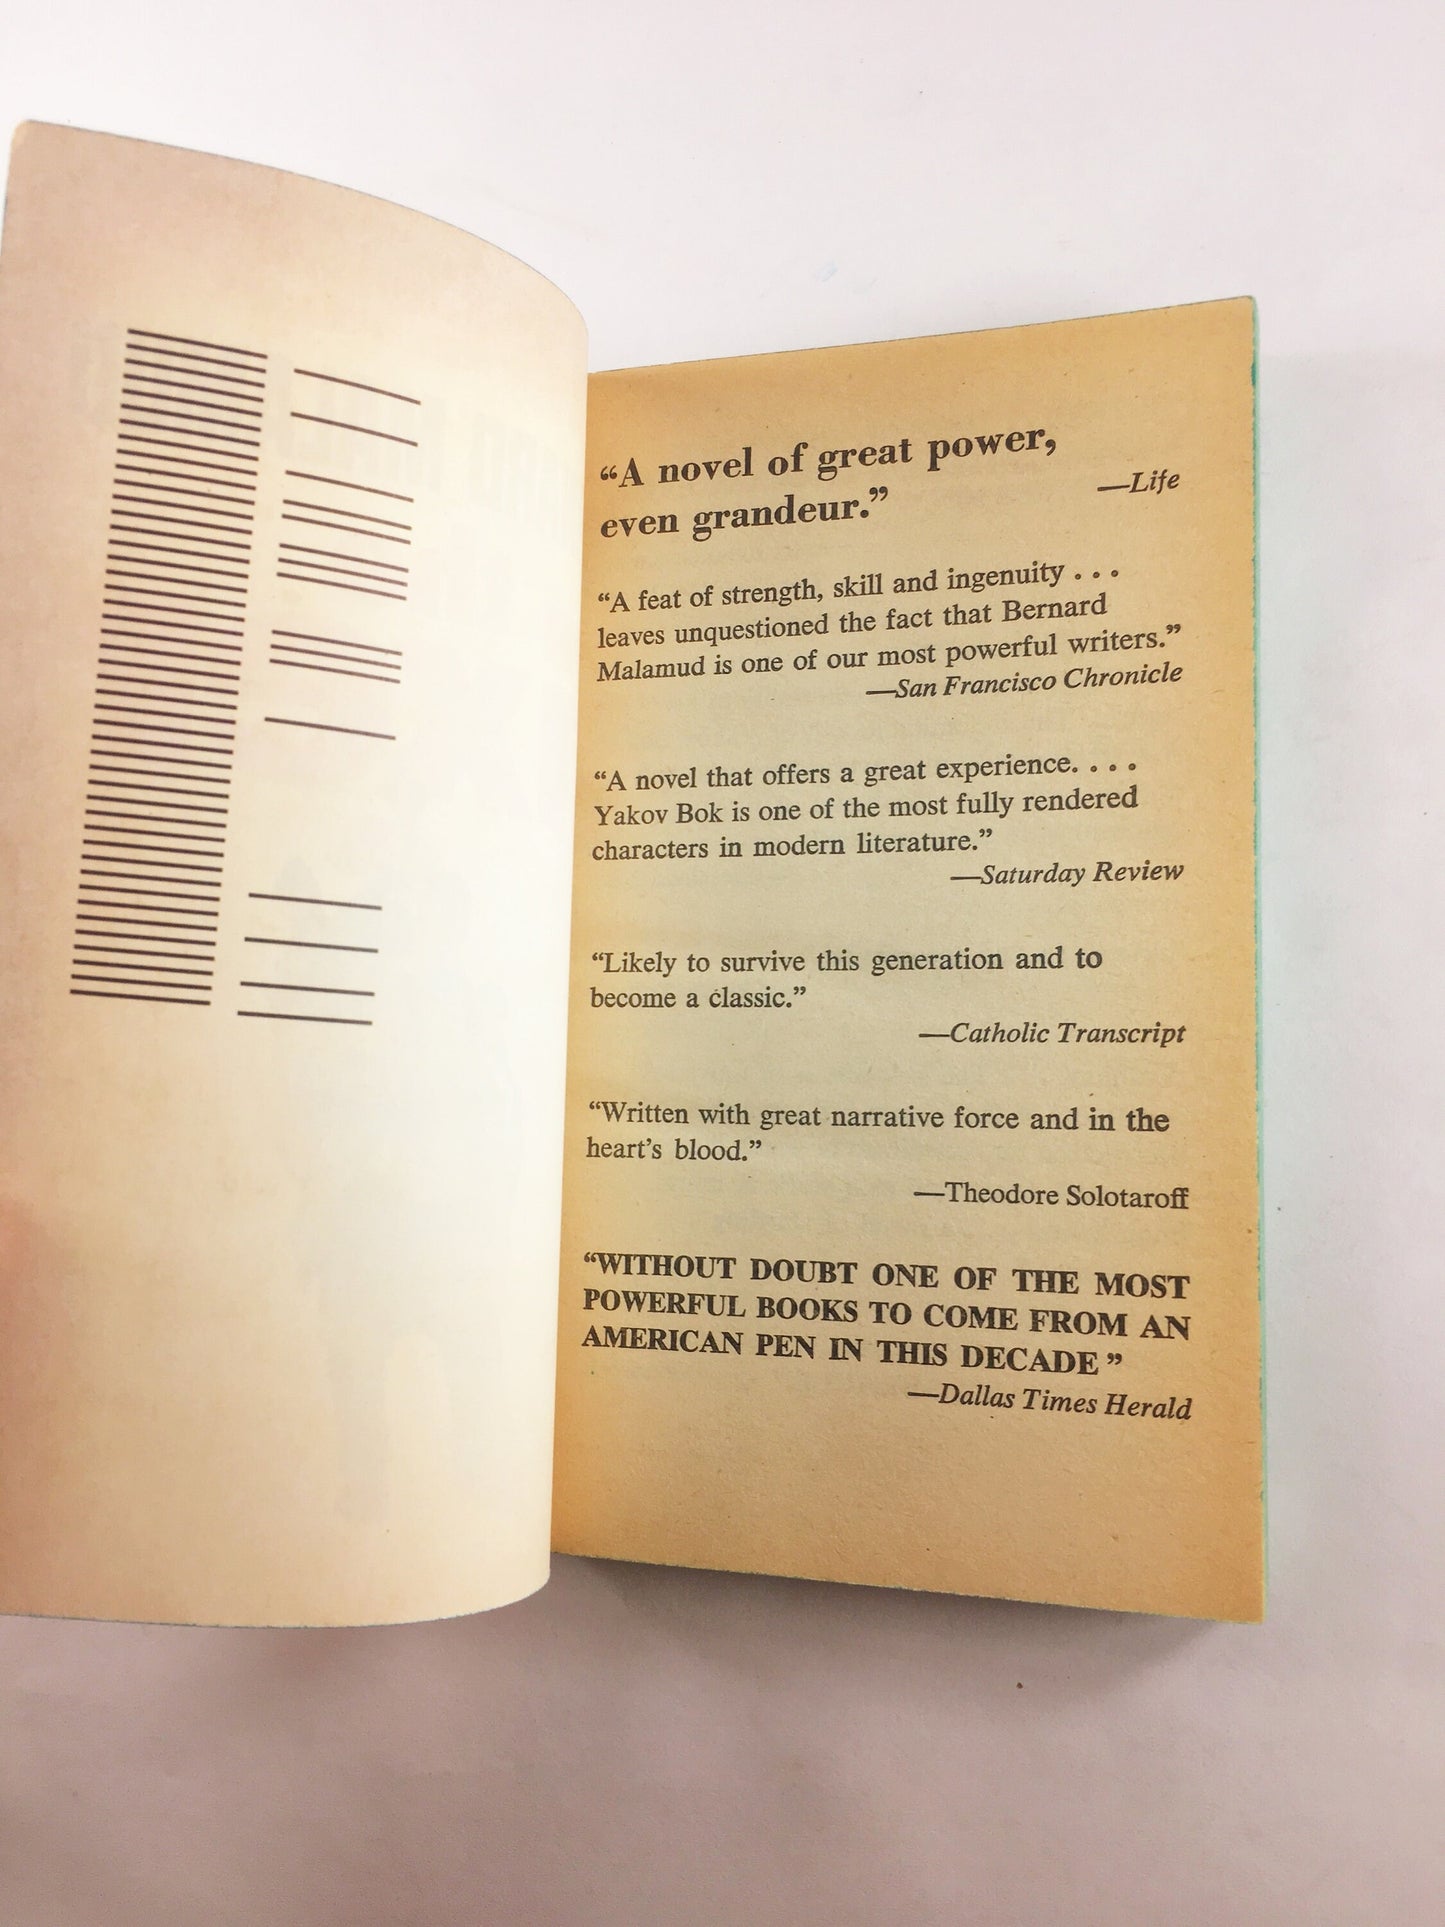 “A novel of great power,
even grandeur.”
—Life
“A feat of strength, skill and ingenuity . . .
leaves unquestioned the fact that Bernard
Malamud is one of our most powerful writers.”
—San Francisco Chronicle
“A novel that offers a great experience. . . .
Yakov Bok is one of the most fully rendered
characters in modern literature.”
—Saturday Review
“Likely to survive this generation and to
become a classic.”
—Catholic Transcript
“Written with great narrative force and in the
heart’s blood.”
—Theodore Solotaroff
“WITHOUT DOUBT ONE OF THE MOST
POWERFUL BOOKS TO COME FROM AN
AMERICAN PEN IN THIS DECADE ”
—Dallas Times Herald